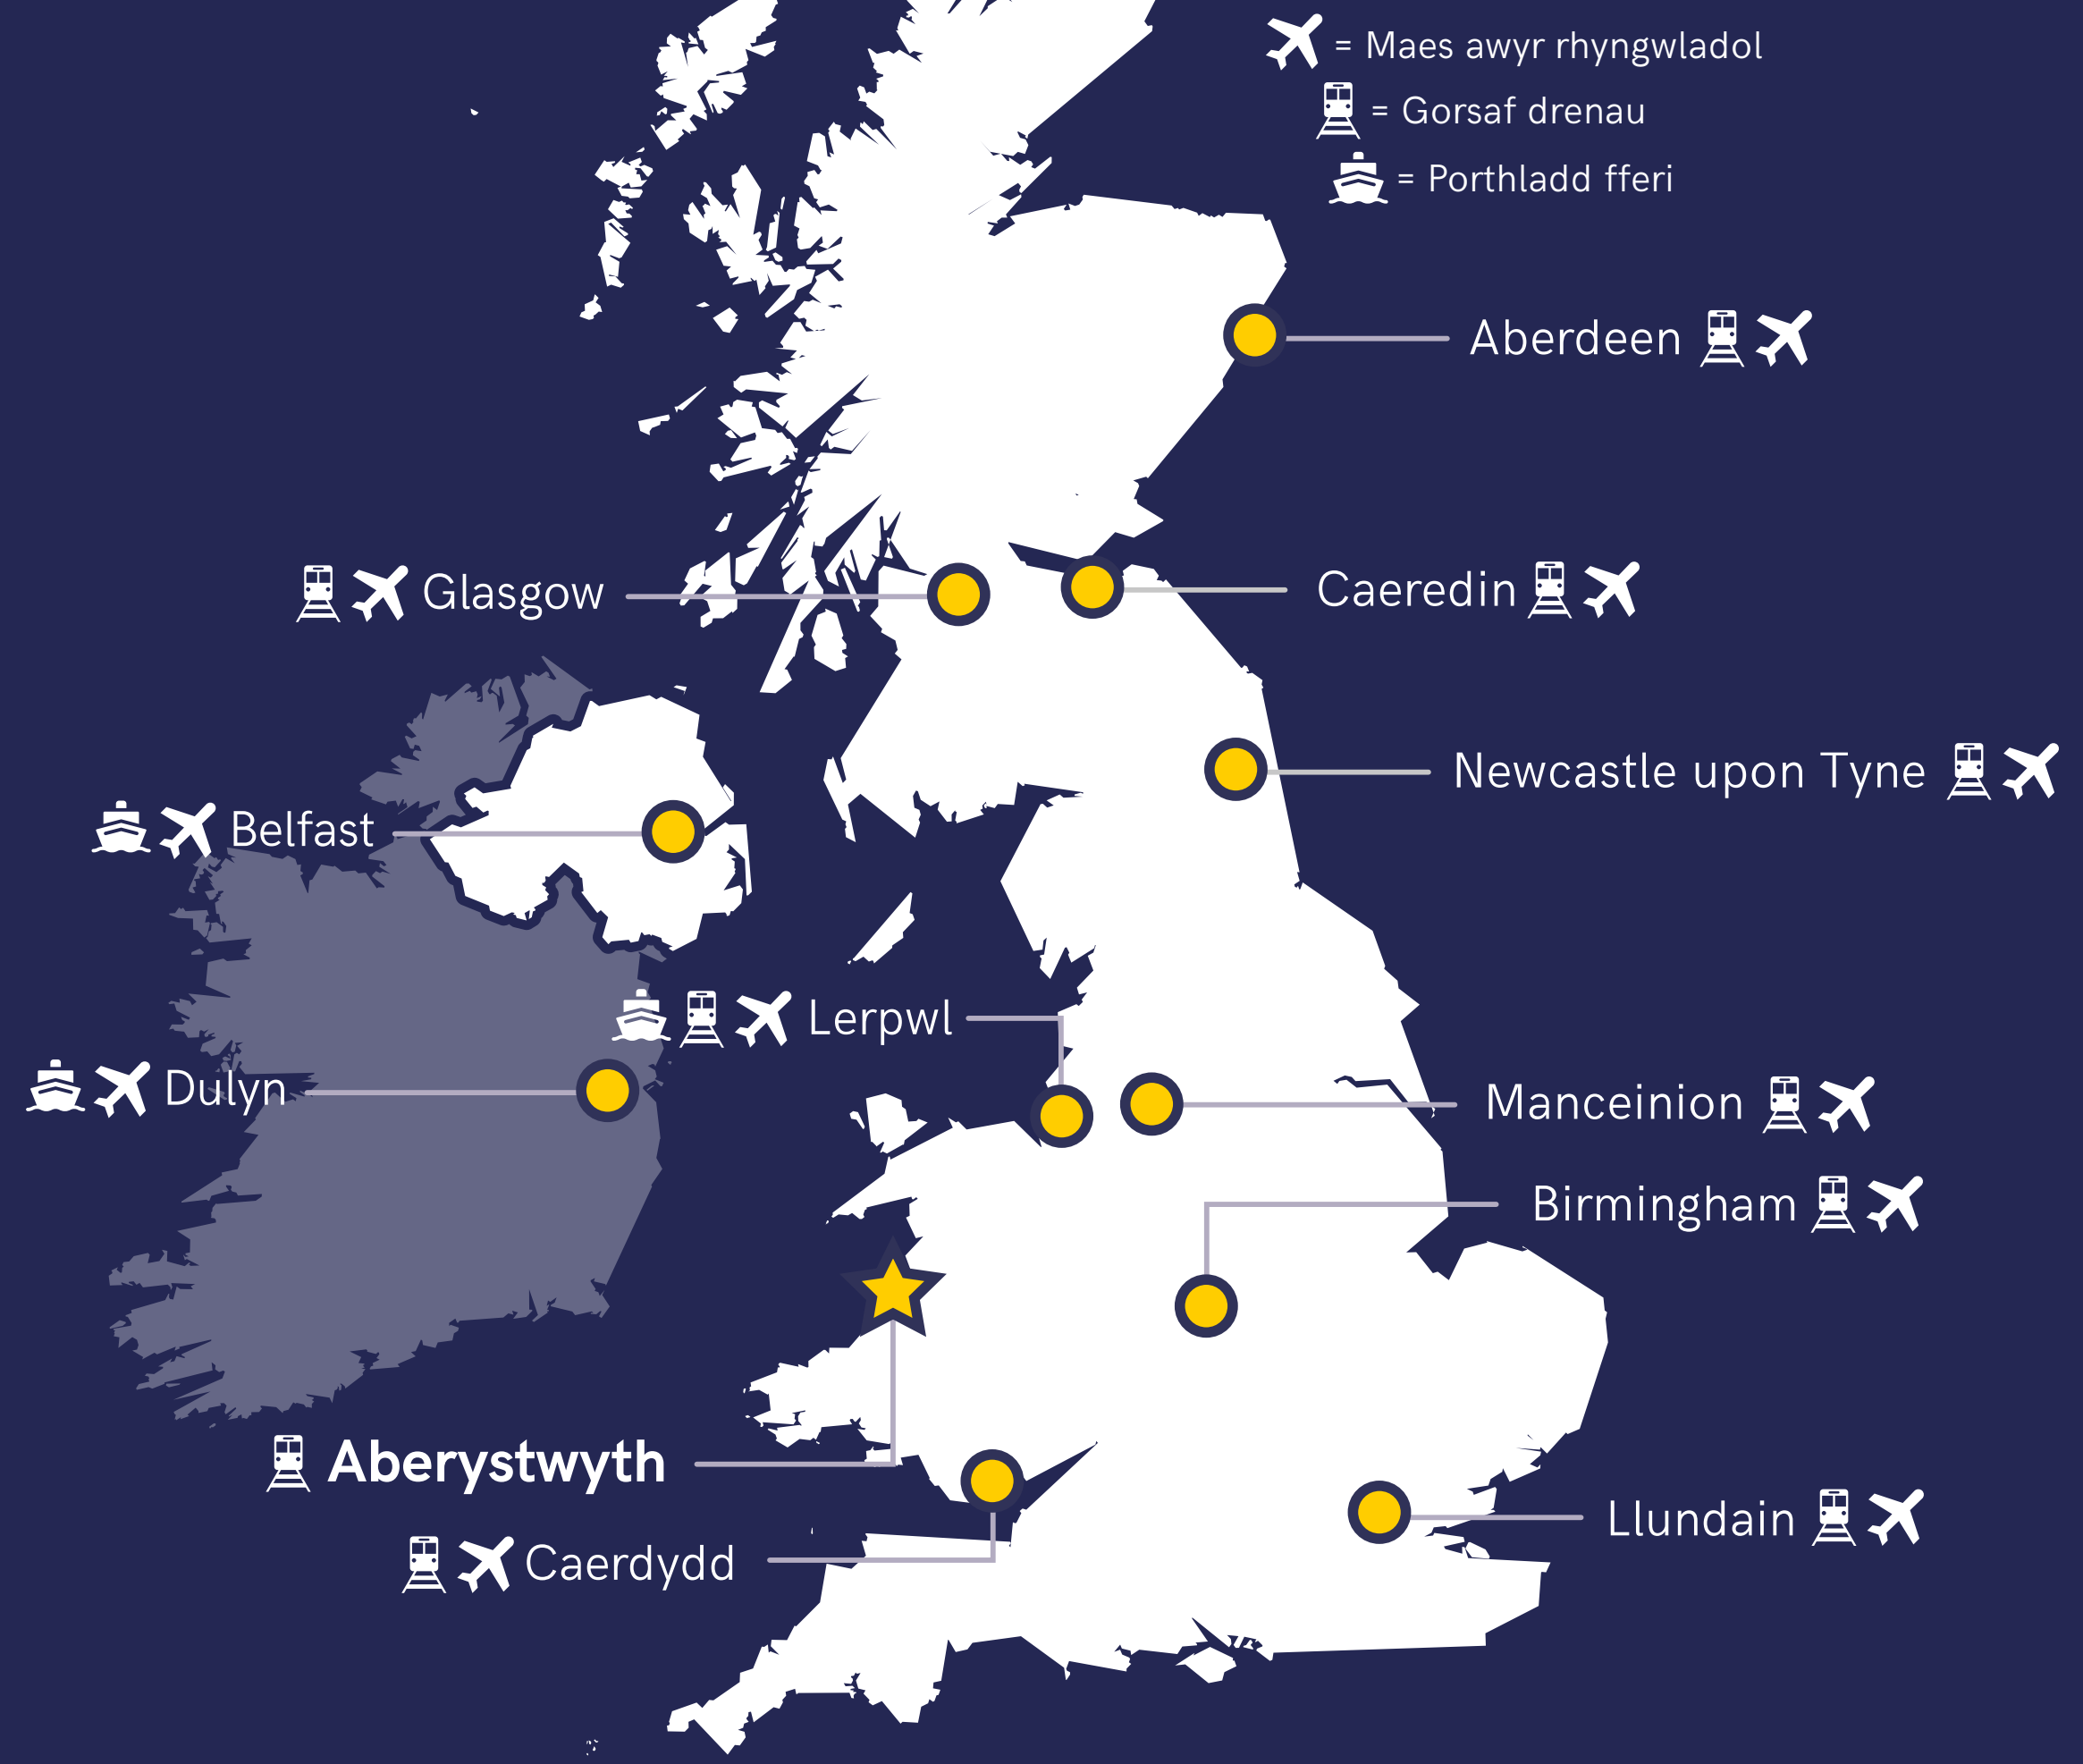 = Maes awyr rhyngwladol
= Gorsaf drenau
= Porthladd fferi
Aberdeen
Glasgow
Caeredin
Newcastle upon Tyne
Belfast
Lerpwl
Dulyn
Manceinion
Birmingham
Aberystwyth
Llundain
Caerdydd